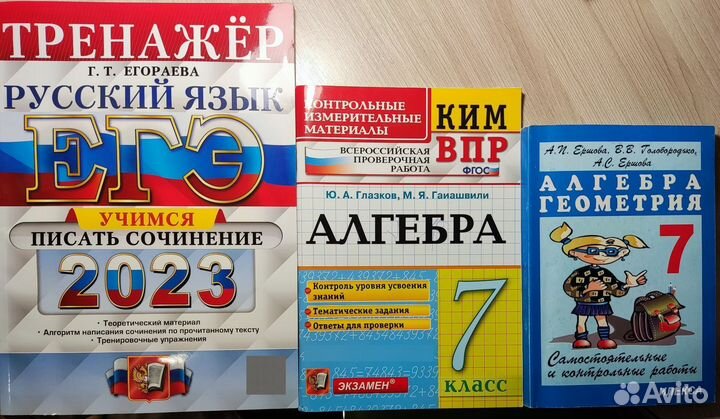 ТРЕНАЖЁР
Г. Т. ЕГОРАЕВА
РУССКИЙ ЯЗЫК
ЕГЭ
УЧИМСЯ
ПИСАТЬ СОЧИНЕНИЕ
2023
• Теоретический материал
• Алгоритм написания сочинения по прочитанному тексту
• Тренировочные упражнения
КОНТРОЛЬНЫЕ
ИЗМЕРИТЕЛЬНЫЕ
МАТЕРИАЛЫ
КИМ
ВСЕРОССИЙСКАЯ
ПРОВЕРОЧНАЯ
РАБОТА
ВПР
ФГОС
Ю. А. Глазков, М. Я. Гаиашвили
АЛГЕБРА
• Контроль уровня усвоения
знаний
• Тематические задания
• Ответы для проверки
7
КЛАСС
ЭКЗАМЕН®
А.П. Ершова, В.В. Голобородько,
А.С. Ершова
АЛГЕБРА
ГЕОМЕТРИЯ
7
Самостоятельные
и контрольные работы
ИЛЕКСА
Avito